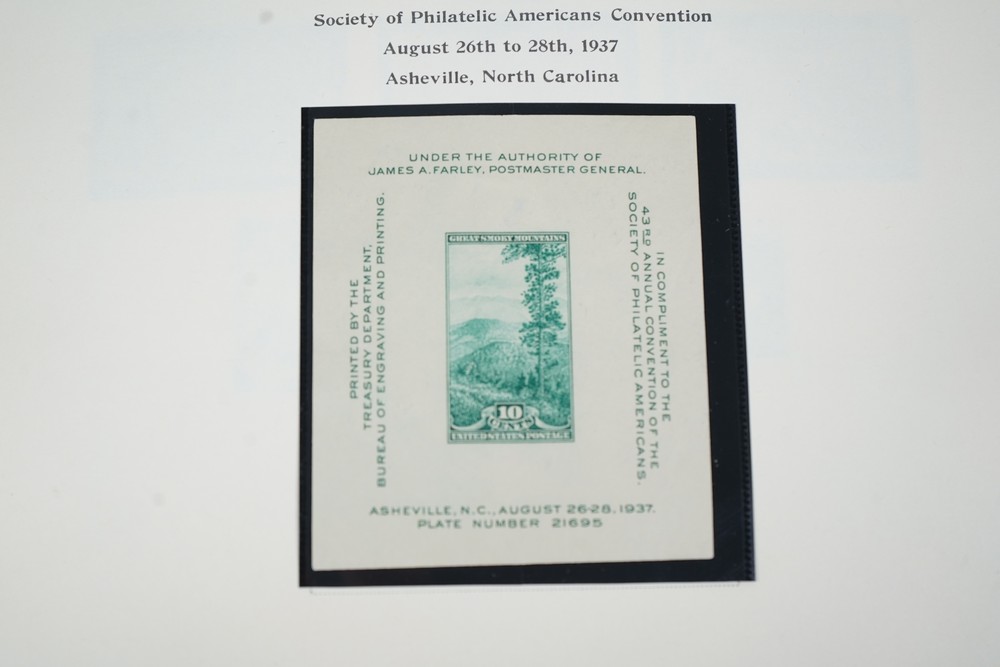 Society of Philatelic Americans Convention
August 26th to 28th, 1937
Asheville, North Carolina
UNDER THE AUTHORITY OF
JAMES A. FARLEY, POSTMASTER GENERAL.
PRINTED BY THE
TREASURY DEPARTMENT,
BUREAU OF ENGRAVING AND PRINTING.
GREAT SMOKY MOUNTAINS
10
CENTS
UNITED STATES POSTAGE
IN COMPLIMENT TO THE
43RD ANNUAL CONVENTION OF THE
SOCIETY OF PHILATELIC AMERICANS.
ASHEVILLE, N.C., AUGUST 26-28, 1937.
PLATE NUMBER 21695